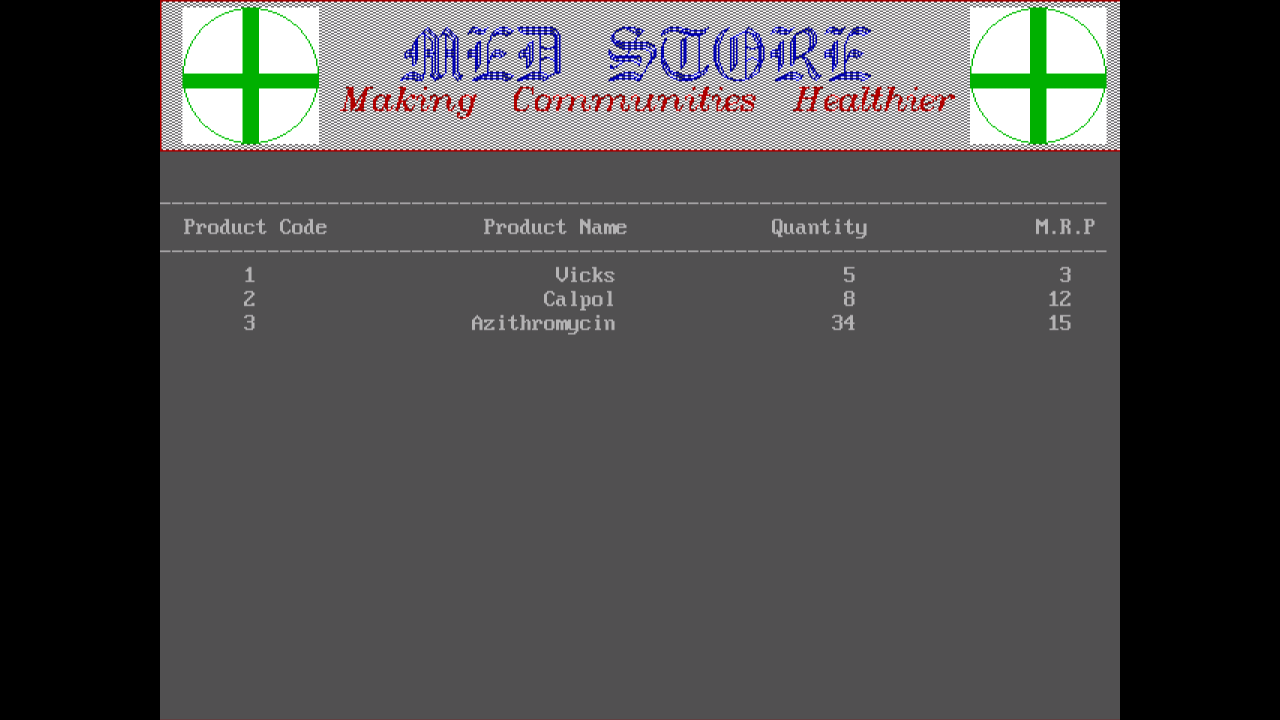 MED STORE
Making Communities Healthier
Product Code Product Name Quantity M.R.P
1 Vicks 5 3
2 Calpol 8 12
3 Azithromycin 34 15